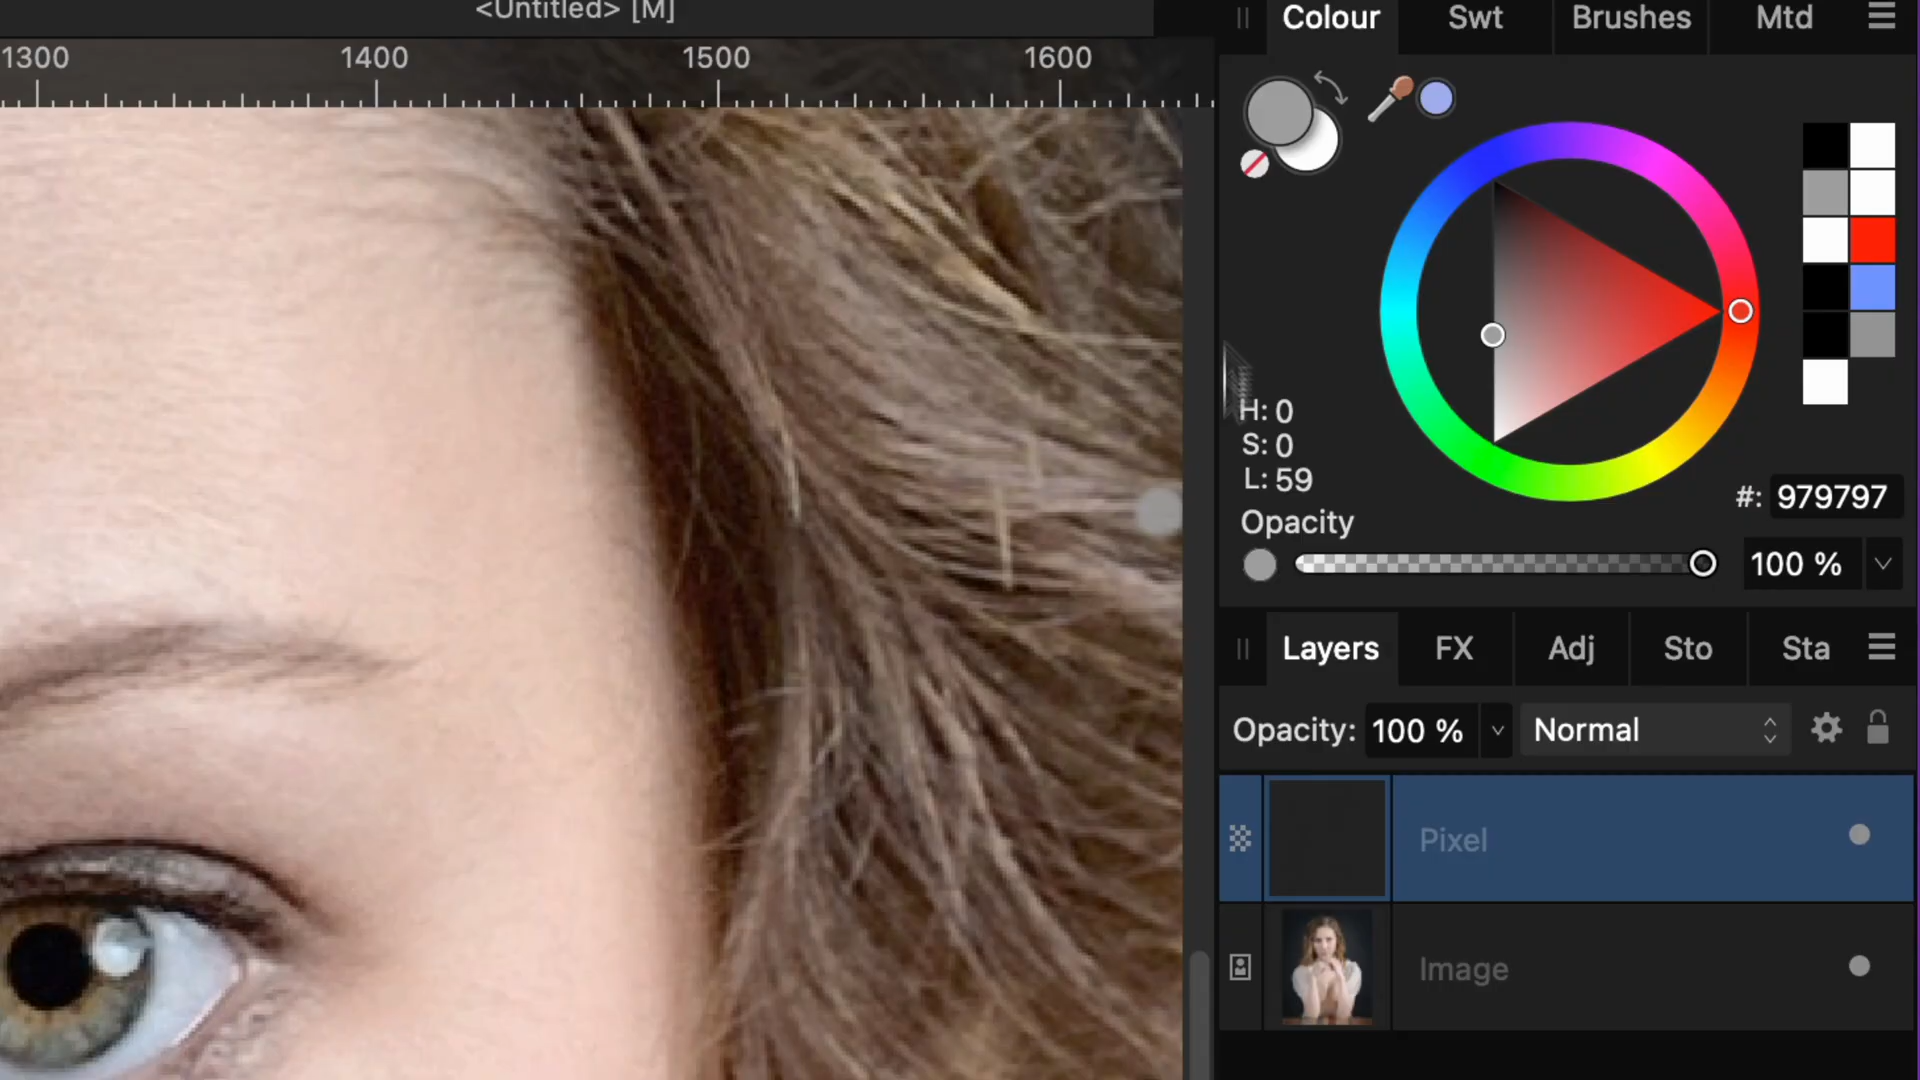 <Untitled> [M]
1300 1400 1500 1600
Colour Swt Brushes Mtd
H: 0
S: 0
L: 59
#: 979797
Opacity
100 %
Layers FX Adj Sto Sta
Opacity: 100 % Normal
Pixel
Image